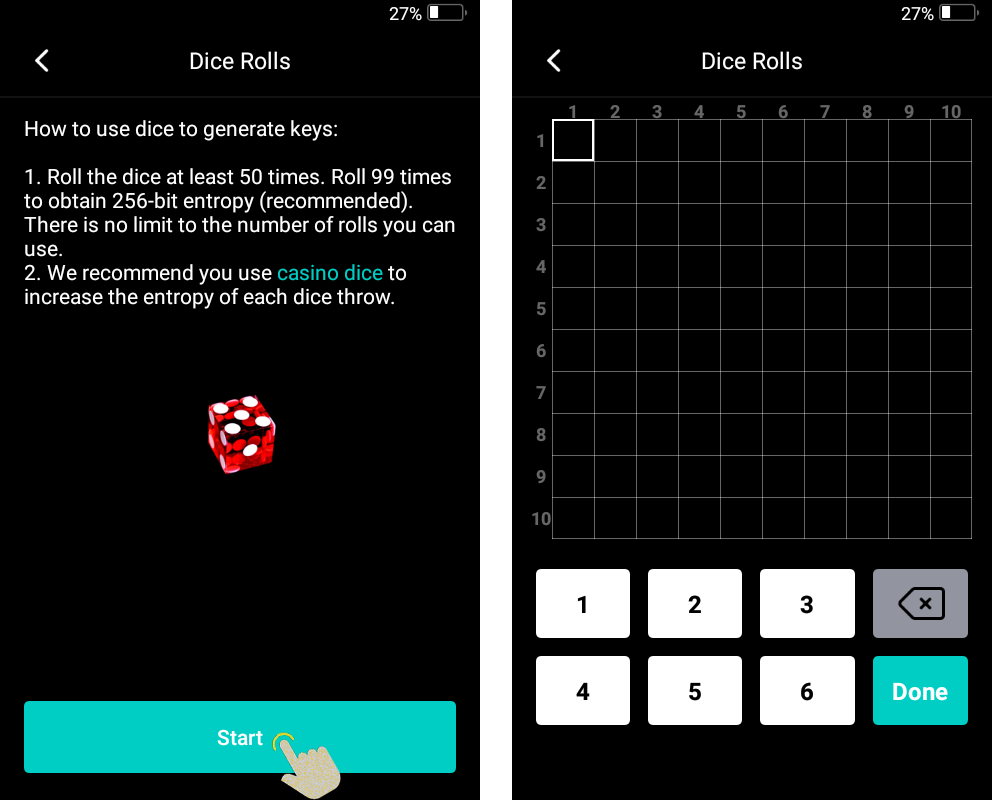 27%
Dice Rolls
How to use dice to generate keys:
1. Roll the dice at least 50 times. Roll 99 times
to obtain 256-bit entropy (recommended).
There is no limit to the number of rolls you can
use.
2. We recommend you use casino dice to
increase the entropy of each dice throw.
Start
27%
Dice Rolls
1 2 3 4 5 6 7 8 9 10
1
2
3
4
5
6
7
8
9
10
1 2 3
4 5 6 Done